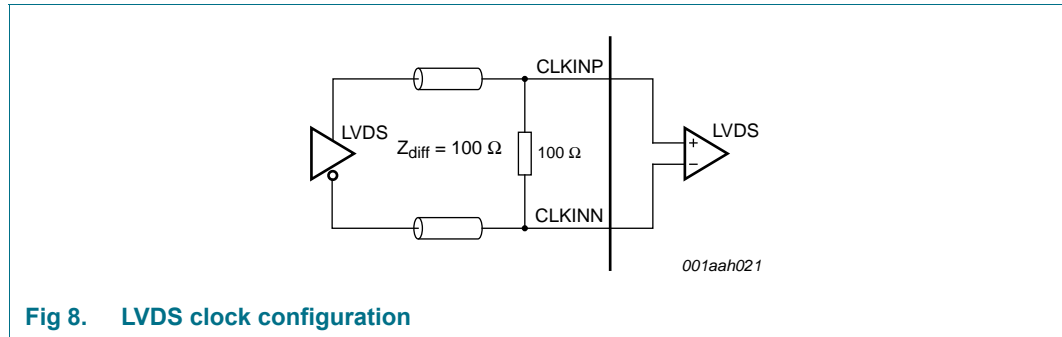 CLKINP
LVDS
Z_diff = 100 Ω
100 Ω
LVDS
+
−
CLKINN
001aah021
Fig 8. LVDS clock configuration